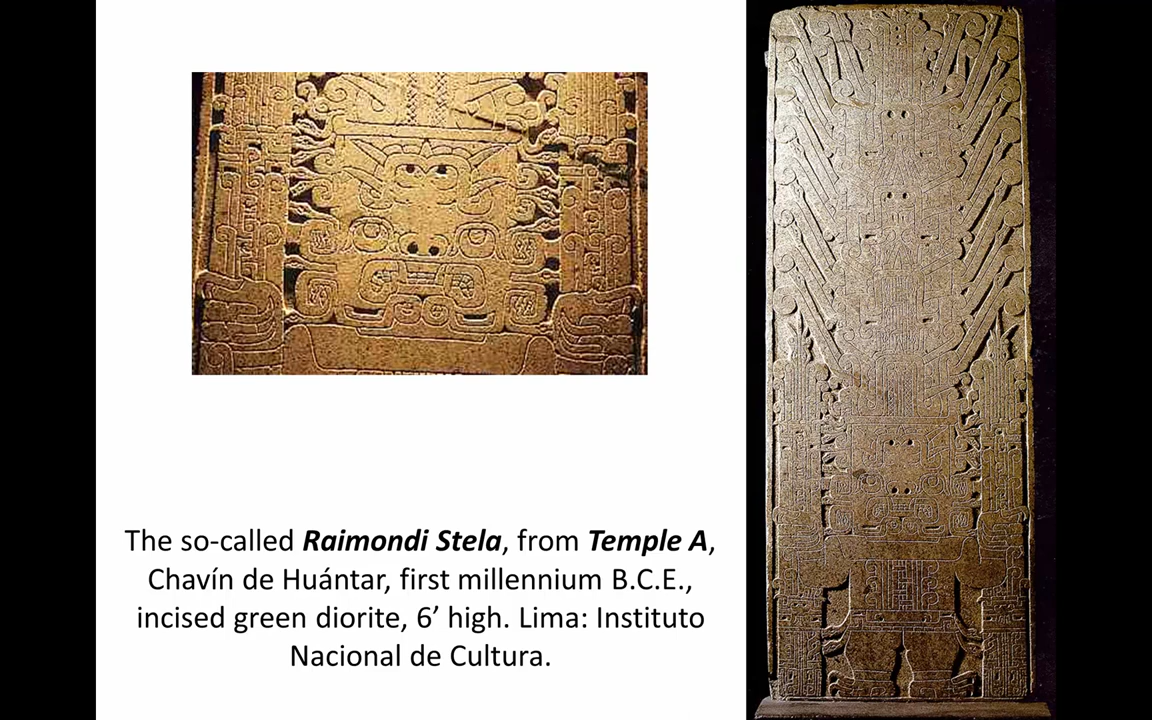 The so-called Raimondi Stela, from Temple A,
Chavín de Huántar, first millennium B.C.E.,
incised green diorite, 6’ high. Lima: Instituto
Nacional de Cultura.